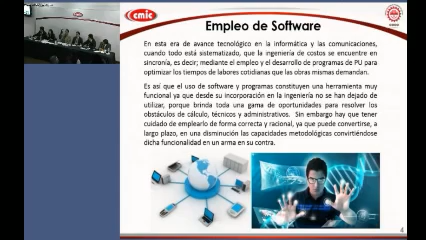 cmic
Empleo de Software
En esta era de avance tecnológico en la informática y las comunicaciones,
cuando todo está sistematizado, que la ingeniería de costos se encuentre en
sincronía, es decir; mediante el empleo y el desarrollo de programas de PU para
optimizar los tiempos de labores cotidianas que las obras mismas demandan.
Es así que el uso de software y programas constituyen una herramienta muy
funcional ya que desde su incorporación en la ingeniería no se han dejado de
utilizar, porque brinda toda una gama de oportunidades para resolver los
obstáculos de cálculo, técnicos y administrativos. Sin embargo hay que tener
cuidado de emplearlo de forma correcta y racional, ya que puede convertirse, a
largo plazo, en una disminución las capacidades metodológicas convirtiéndose
dicha funcionalidad en un arma en su contra.
4